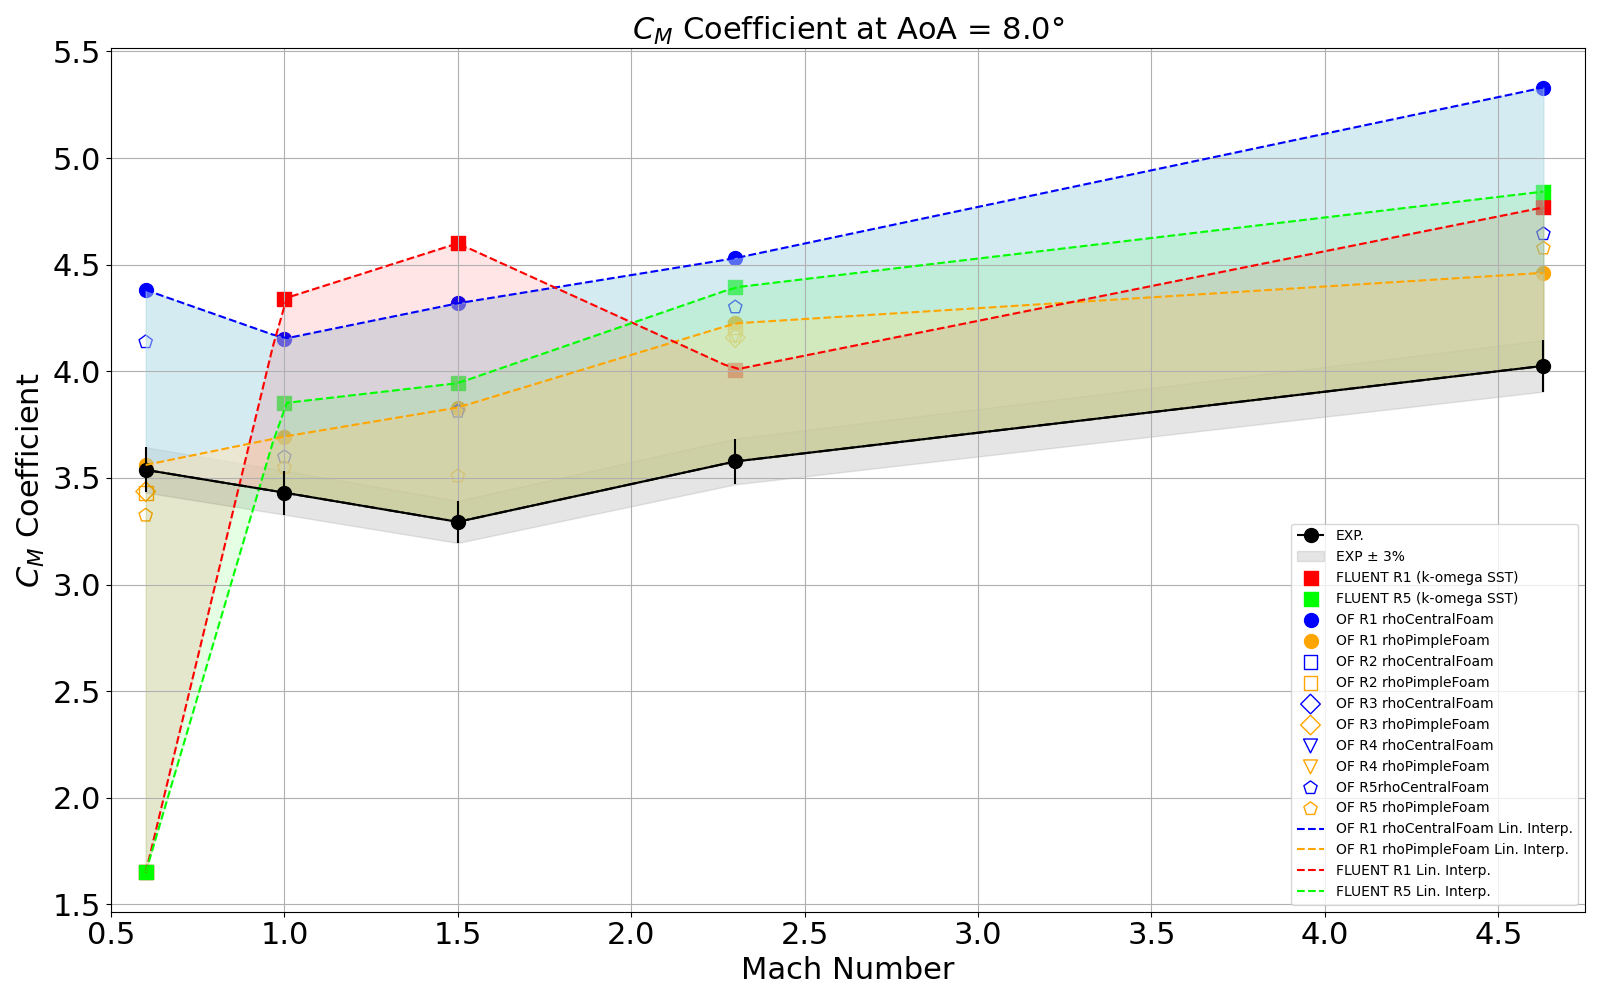 C_M Coefficient at AoA = 8.0°
5.5
5.0
4.5
4.0
3.5
3.0
2.5
2.0
1.5
C_M Coefficient
0.5 1.0 1.5 2.0 2.5 3.0 3.5 4.0 4.5
Mach Number
EXP.
EXP ± 3%
FLUENT R1 (k-omega SST)
FLUENT R5 (k-omega SST)
OF R1 rhoCentralFoam
OF R1 rhoPimpleFoam
OF R2 rhoCentralFoam
OF R2 rhoPimpleFoam
OF R3 rhoCentralFoam
OF R3 rhoPimpleFoam
OF R4 rhoCentralFoam
OF R4 rhoPimpleFoam
OF R5rhoCentralFoam
OF R5 rhoPimpleFoam
OF R1 rhoCentralFoam Lin. Interp.
OF R1 rhoPimpleFoam Lin. Interp.
FLUENT R1 Lin. Interp.
FLUENT R5 Lin. Interp.